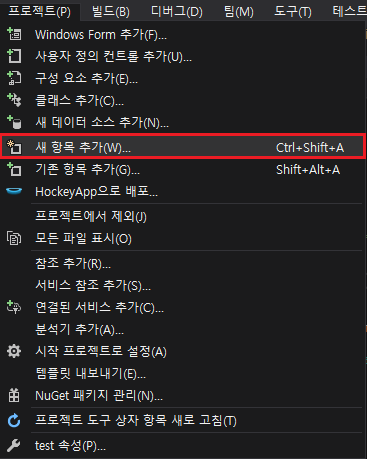 프로젝트(P) 빌드(B) 디버그(D) 팀(M) 도구(T) 테스트
Windows Form 추가(F)...
사용자 정의 컨트롤 추가(U)...
구성 요소 추가(E)...
클래스 추가(C)...
새 데이터 소스 추가(N)...
새 항목 추가(W)... Ctrl+Shift+A
기존 항목 추가(G)... Shift+Alt+A
HockeyApp으로 배포...
프로젝트에서 제외(J)
모든 파일 표시(O)
참조 추가(R)...
서비스 참조 추가(S)...
연결된 서비스 추가(C)...
분석기 추가(A)...
시작 프로젝트로 설정(A)
템플릿 내보내기(E)...
NuGet 패키지 관리(N)...
프로젝트 도구 상자 항목 새로 고침(T)
test 속성(P)...